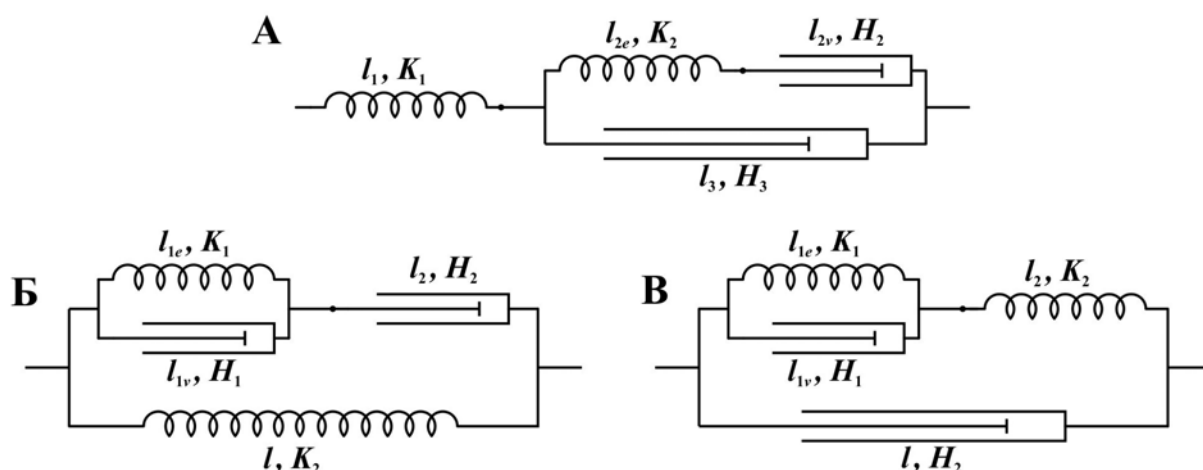 А
l₂ₑ, K₂
l₂ᵥ, H₂
l₁, K₁
l₃, H₃
Б
l₁ₑ, K₁
l₂, H₂
l₁ᵥ, H₁
l, K₂
В
l₁ₑ, K₁
l₂, K₂
l₁ᵥ, H₁
l, H₂